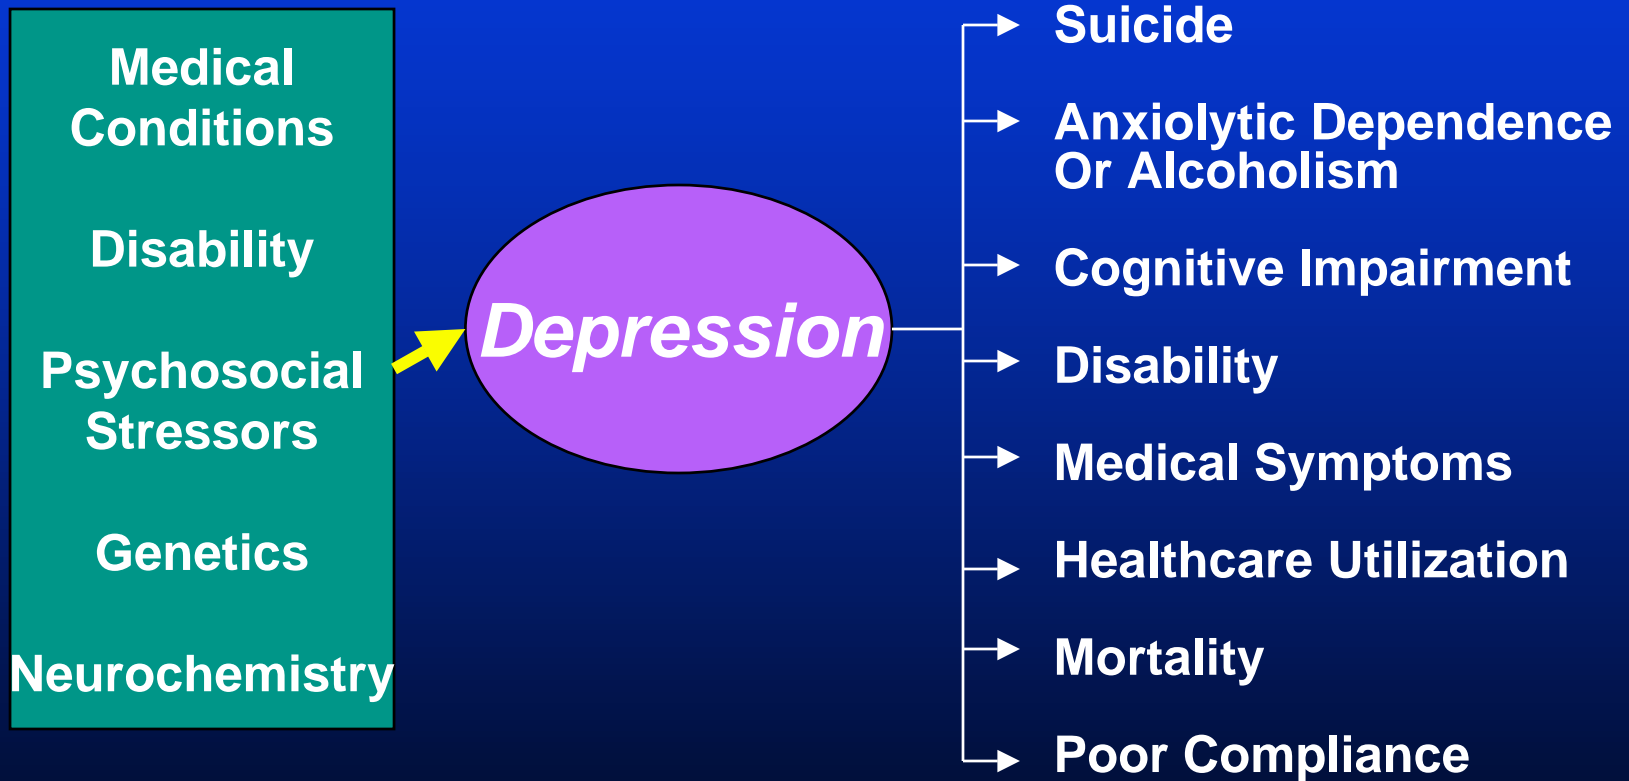 Medical
Conditions
Disability
Psychosocial
Stressors
Genetics
Neurochemistry
Depression
Suicide
Anxiolytic Dependence
Or Alcoholism
Cognitive Impairment
Disability
Medical Symptoms
Healthcare Utilization
Mortality
Poor Compliance